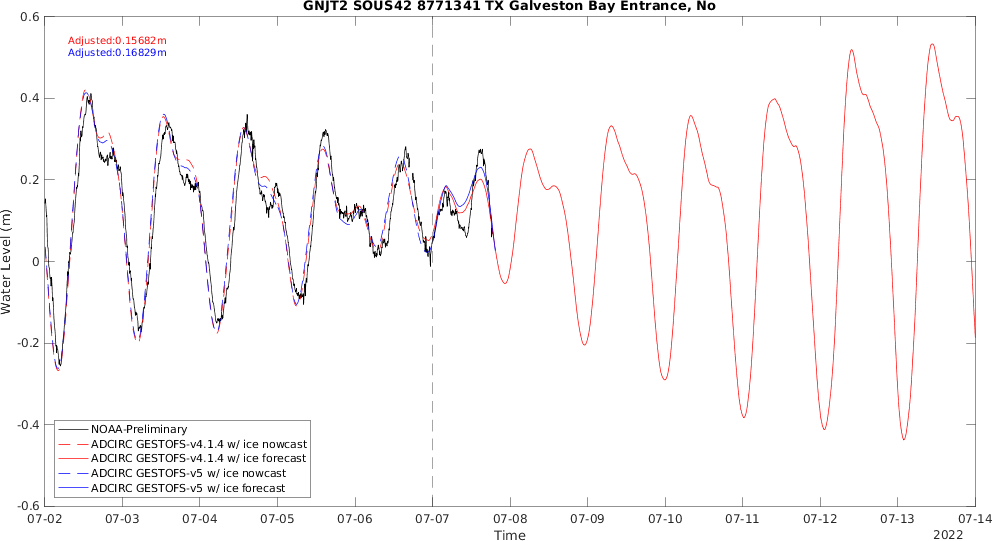 GNJT2 SOUS42 8771341 TX Galveston Bay Entrance, No
Adjusted:0.15682m
Adjusted:0.16829m
Water Level (m)
0.6
0.4
0.2
0
-0.2
-0.4
-0.6
NOAA-Preliminary
ADCIRC GESTOFS-v4.1.4 w/ ice nowcast
ADCIRC GESTOFS-v4.1.4 w/ ice forecast
ADCIRC GESTOFS-v5 w/ ice nowcast
ADCIRC GESTOFS-v5 w/ ice forecast
07-02 07-03 07-04 07-05 07-06 07-07 07-08 07-09 07-10 07-11 07-12 07-13 07-14
Time
2022